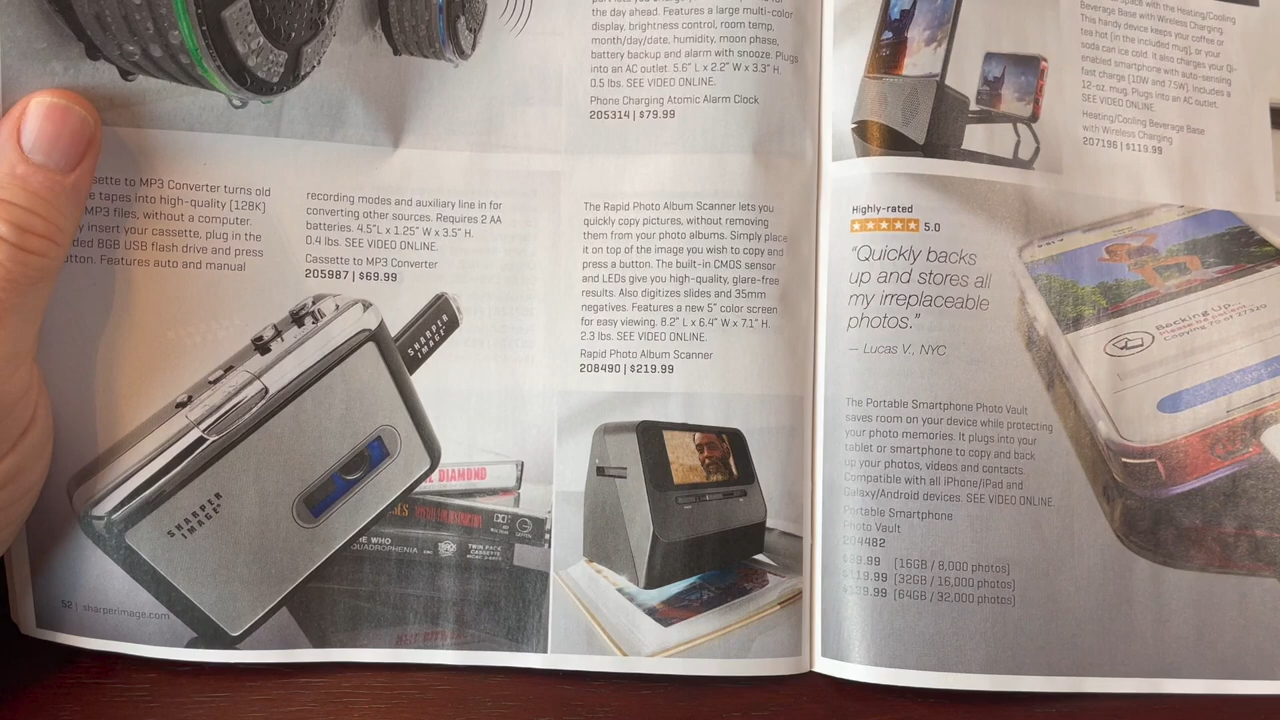 the day ahead. Features a large multi-color
display, brightness control, room temp,
month/day/date, humidity, moon phase,
battery backup and alarm with snooze. Plugs
into an AC outlet. 5.6" L x 2.2" W x 3.3" H.
0.5 lbs. SEE VIDEO ONLINE.
Phone Charging Atomic Alarm Clock
205314 | $79.99
space with the Heating/Cooling
Beverage Base with Wireless Charging.
This handy device keeps your coffee or
tea hot (in the included mug), or your
soda can ice cold. It also charges your Qi-
enabled smartphone with auto-sensing
fast charge (10W and 7.5W). Includes a
12-oz. mug. Plugs into an AC outlet.
SEE VIDEO ONLINE.
Heating/Cooling Beverage Base
with Wireless Charging
207196 | $119.99
sette to MP3 Converter turns old
e tapes into high-quality (128K)
MP3 files, without a computer.
y insert your cassette, plug in the
ded 8GB USB flash drive and press
utton. Features auto and manual
recording modes and auxiliary line in for
converting other sources. Requires 2 AA
batteries. 4.5"L x 1.25" W x 3.5" H.
0.4 lbs. SEE VIDEO ONLINE.
Cassette to MP3 Converter
205987 | $69.99
SHARPER
IMAGE
SHARPER
IMAGE
DIAMOND
THE WHO
QUADROPHENIA
TWIN PACK
CASSETTE
52 | sharperimage.com
The Rapid Photo Album Scanner lets you
quickly copy pictures, without removing
them from your photo albums. Simply place
it on top of the image you wish to copy and
press a button. The built-in CMOS sensor
and LEDs give you high-quality, glare-free
results. Also digitizes slides and 35mm
negatives. Features a new 5" color screen
for easy viewing. 8.2" L x 6.4" W x 7.1" H.
2.3 lbs. SEE VIDEO ONLINE.
Rapid Photo Album Scanner
208490 | $219.99
Highly-rated
5.0
"Quickly backs
up and stores all
my irreplaceable
photos."
— Lucas V., NYC
The Portable Smartphone Photo Vault
saves room on your device while protecting
your photo memories. It plugs into your
tablet or smartphone to copy and back
up your photos, videos and contacts.
Compatible with all iPhone/iPad and
Galaxy/Android devices. SEE VIDEO ONLINE.
Portable Smartphone
Photo Vault
204482
(16GB / 8,000 photos)
(32GB / 16,000 photos)
(64GB / 32,000 photos)
Backing Up...
Please be patient
Copying 70 of 27320